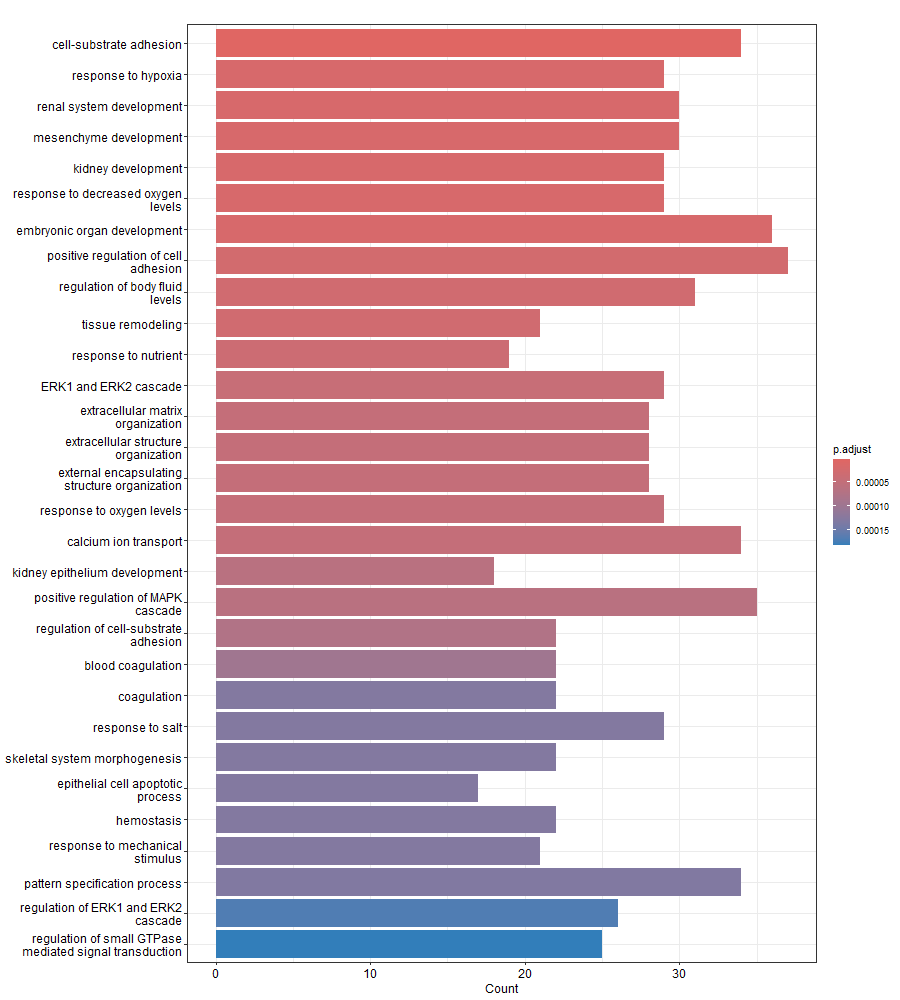 cell-substrate adhesion
response to hypoxia
renal system development
mesenchyme development
kidney development
response to decreased oxygen
levels
embryonic organ development
positive regulation of cell
adhesion
regulation of body fluid
levels
tissue remodeling
response to nutrient
ERK1 and ERK2 cascade
extracellular matrix
organization
extracellular structure
organization
external encapsulating
structure organization
response to oxygen levels
calcium ion transport
kidney epithelium development
positive regulation of MAPK
cascade
regulation of cell-substrate
adhesion
blood coagulation
coagulation
response to salt
skeletal system morphogenesis
epithelial cell apoptotic
process
hemostasis
response to mechanical
stimulus
pattern specification process
regulation of ERK1 and ERK2
cascade
regulation of small GTPase
mediated signal transduction
0 10 20 30
Count
p.adjust
0.00005
0.00010
0.00015